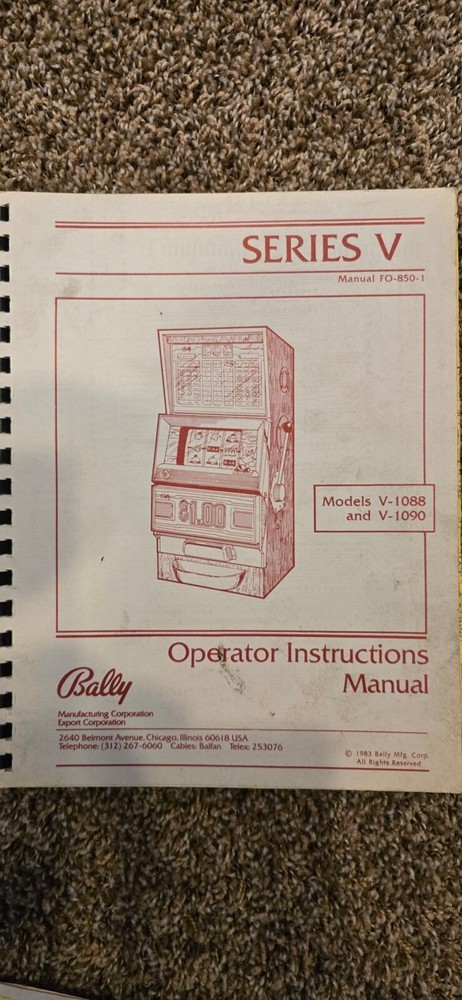 SERIES V
Manual FO-850-1
$1.00
Models V-1088
and V-1090
Operator Instructions
Manual
Bally
Manufacturing Corporation
Export Corporation
2640 Belmont Avenue, Chicago, Illinois 60618 USA
Telephone: (312) 267-6060 Cables: Balfan Telex: 253076
© 1983 Bally Mfg. Corp.
All Rights Reserved